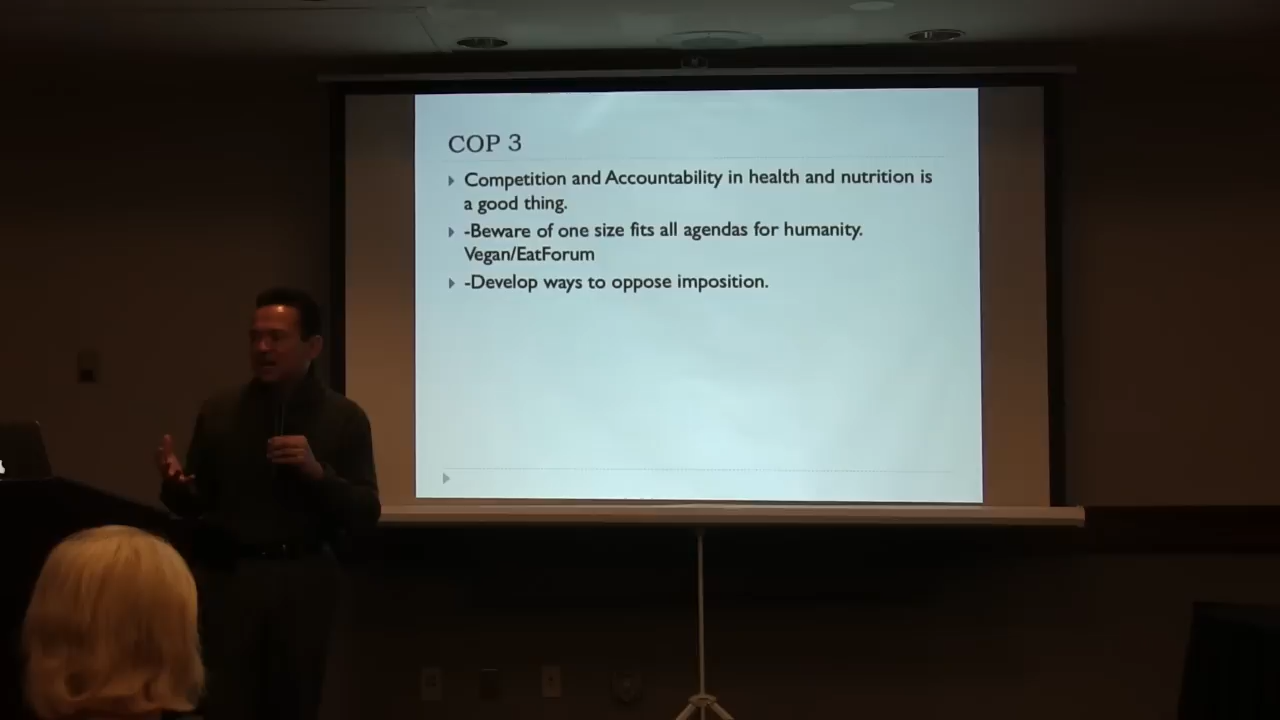 COP 3
Competition and Accountability in health and nutrition is
a good thing.
-Beware of one size fits all agendas for humanity.
Vegan/EatForum
-Develop ways to oppose imposition.